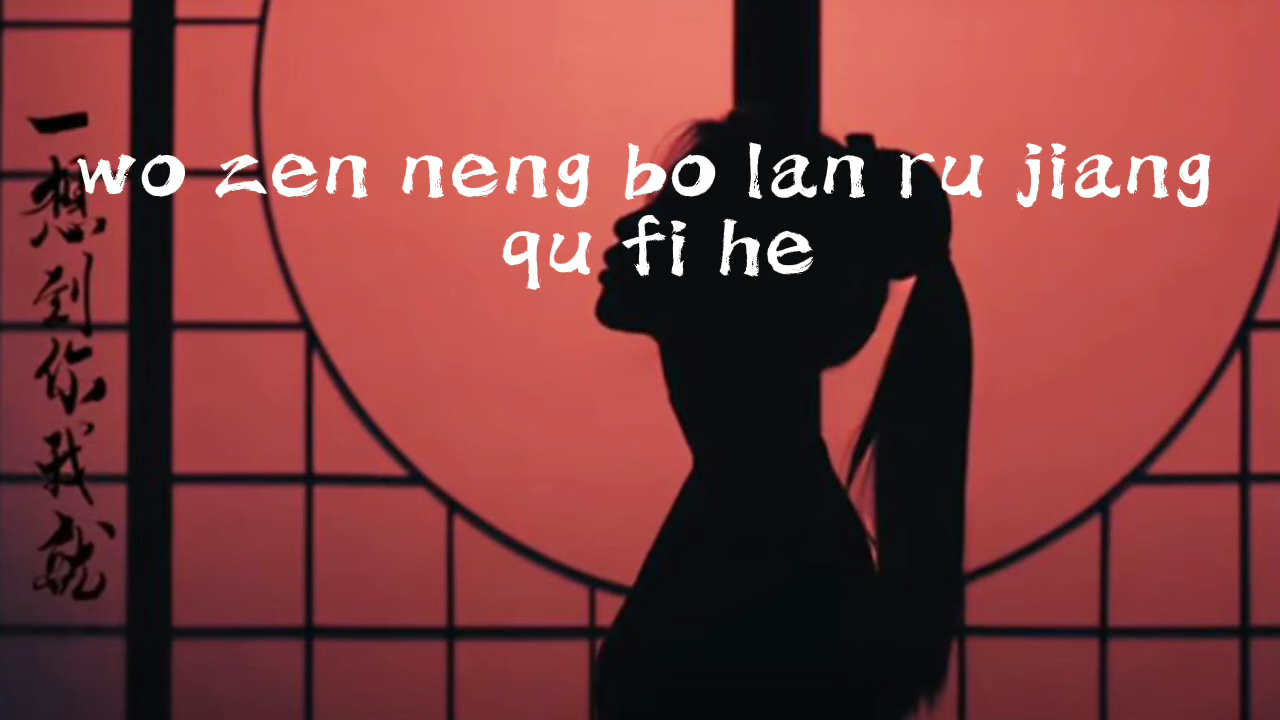 一想到你我就
wo zen neng bo lan ru jiang
qu fi he